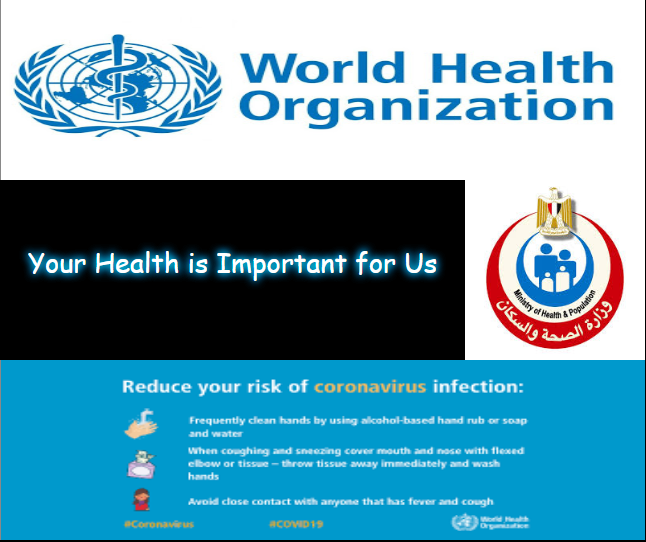 World Health
Organization
Your Health is Important for Us
Ministry of Health & Population
وزارة الصحة والسكان
Reduce your risk of coronavirus infection:
Frequently clean hands by using alcohol-based hand rub or soap
and water
When coughing and sneezing cover mouth and nose with flexed
elbow or tissue – throw tissue away immediately and wash
hands
Avoid close contact with anyone that has fever and cough
#Coronavirus #COVID19 World Health
Organization